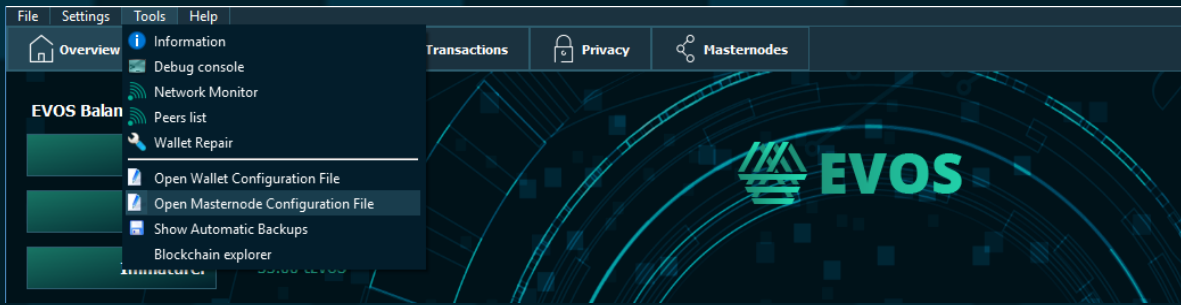 File Settings Tools Help
Overview
Transactions
Privacy
Masternodes
Information
Debug console
Network Monitor
Peers list
Wallet Repair
Open Wallet Configuration File
Open Masternode Configuration File
Show Automatic Backups
Blockchain explorer
EVOS Balan
EVOS